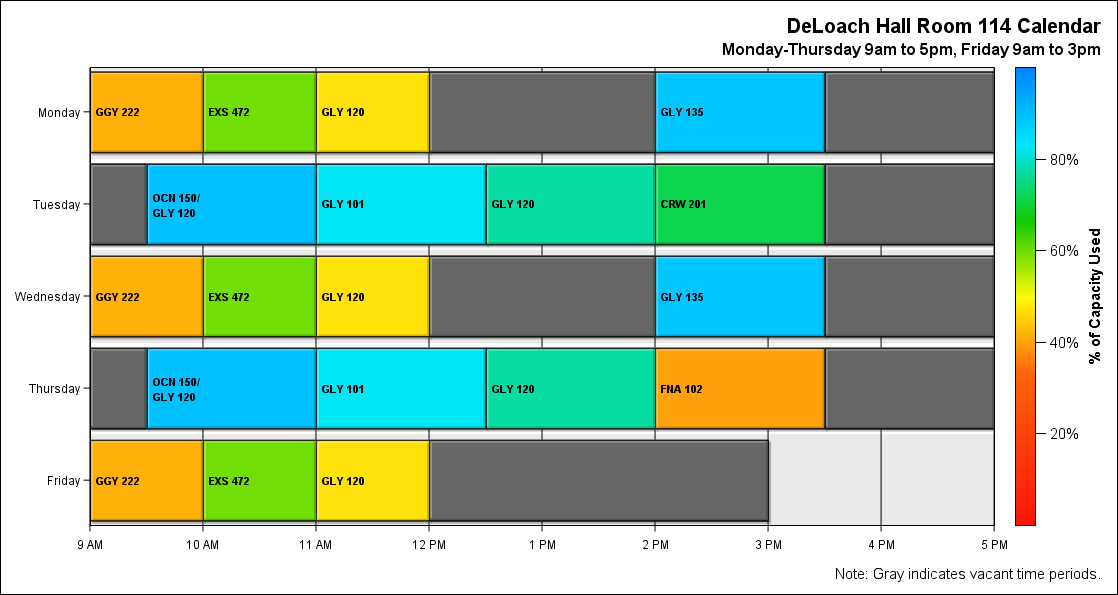 DeLoach Hall Room 114 Calendar
Monday-Thursday 9am to 5pm, Friday 9am to 3pm
Monday
GGY 222
EXS 472
GLY 120
GLY 135
Tuesday
OCN 150/
GLY 120
GLY 101
GLY 120
CRW 201
Wednesday
GGY 222
EXS 472
GLY 120
GLY 135
Thursday
OCN 150/
GLY 120
GLY 101
GLY 120
FNA 102
Friday
GGY 222
EXS 472
GLY 120
9 AM
10 AM
11 AM
12 PM
1 PM
2 PM
3 PM
4 PM
5 PM
80%
60%
40%
20%
% of Capacity Used
Note: Gray indicates vacant time periods.